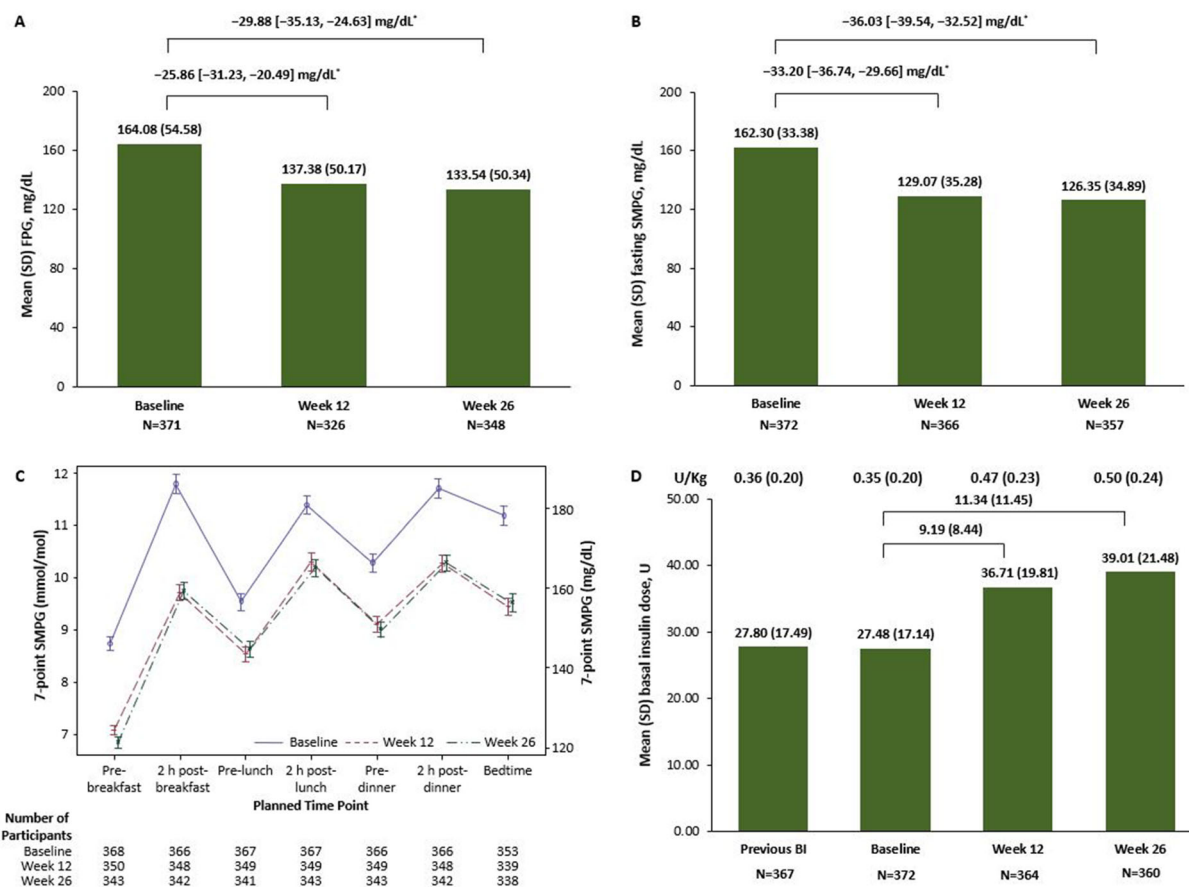 A
−29.88 [−35.13, −24.63] mg/dL*
−25.86 [−31.23, −20.49] mg/dL*
Mean (SD) FPG, mg/dL
200
160
120
80
40
0
164.08 (54.58)
137.38 (50.17)
133.54 (50.34)
Baseline
Week 12
Week 26
N=371
N=326
N=348
B
−36.03 [−39.54, −32.52] mg/dL*
−33.20 [−36.74, −29.66] mg/dL*
Mean (SD) fasting SMPG, mg/dL
200
160
120
80
40
0
162.30 (33.38)
129.07 (35.28)
126.35 (34.89)
Baseline
Week 12
Week 26
N=372
N=366
N=357
C
7-point SMPG (mmol/mol)
12
11
10
9
8
7
7-point SMPG (mg/dL)
180
160
140
120
Baseline
Week 12
Week 26
Pre-
breakfast
2 h post-
breakfast
Pre-lunch
2 h post-
lunch
Pre-
dinner
2 h post-
dinner
Bedtime
Planned Time Point
Number of
Participants
Baseline 368 366 367 367 366 366 353
Week 12 350 348 349 349 349 348 339
Week 26 343 342 341 343 343 342 338
D
U/Kg 0.36 (0.20) 0.35 (0.20) 0.47 (0.23) 0.50 (0.24)
11.34 (11.45)
9.19 (8.44)
Mean (SD) basal insulin dose, U
50.00
40.00
30.00
20.00
10.00
0.00
27.80 (17.49)
27.48 (17.14)
36.71 (19.81)
39.01 (21.48)
Previous BI
Baseline
Week 12
Week 26
N=367
N=372
N=364
N=360